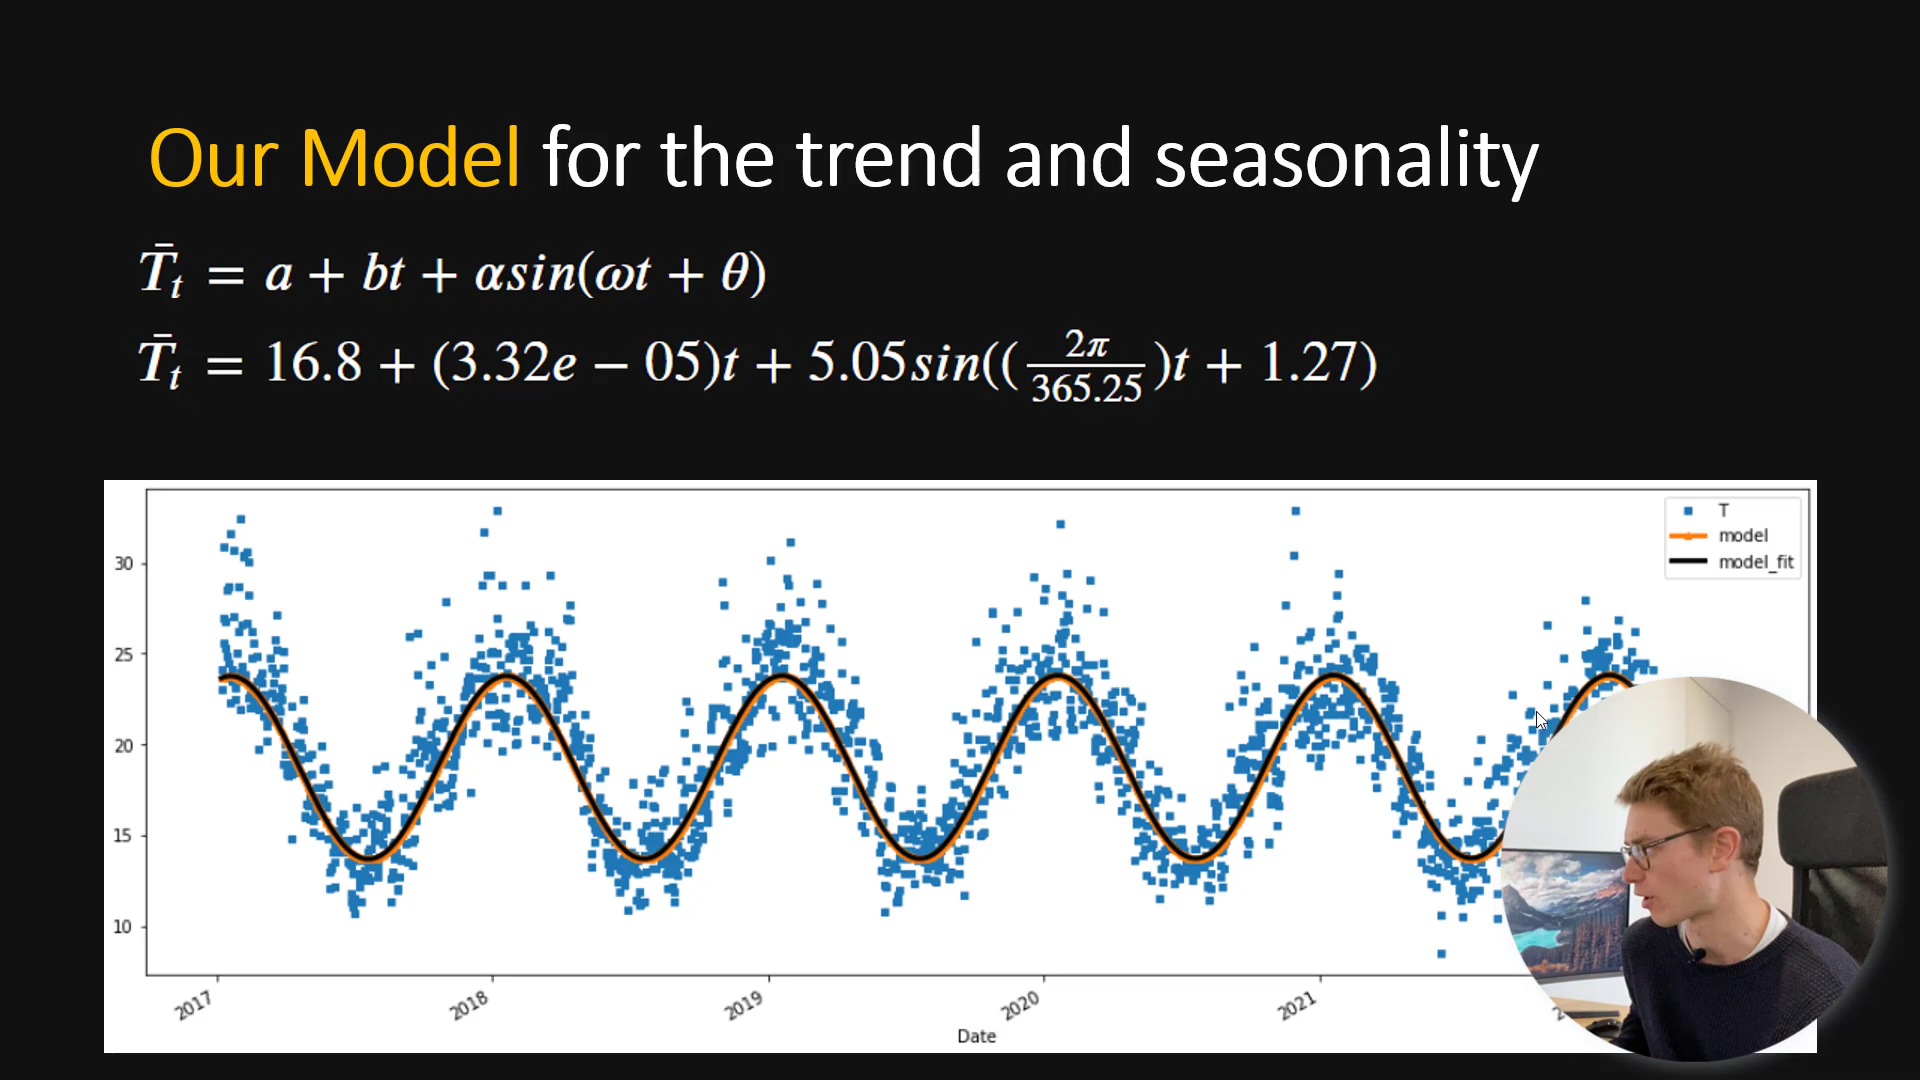 Our Model for the trend and seasonality
T̄ₜ = a + bt + αsin(ωt + θ)
T̄ₜ = 16.8 + (3.32e − 05)t + 5.05sin((2π/365.25)t + 1.27)
T
model
model_fit
30
25
20
15
10
2017
2018
2019
2020
2021
Date